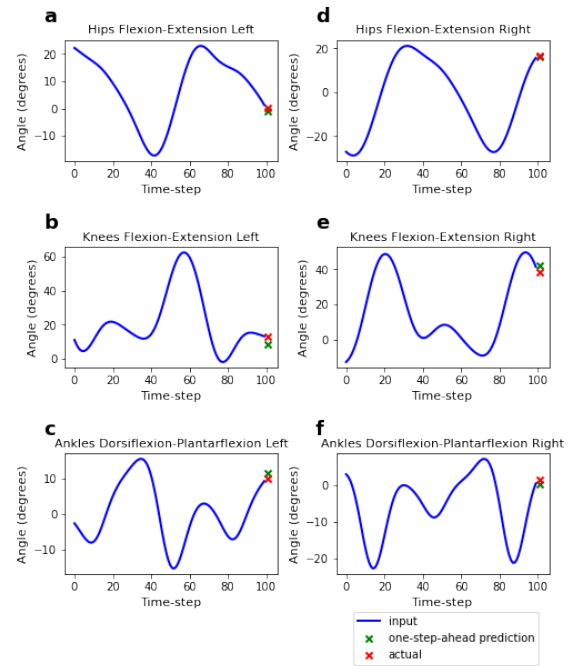 a
Hips Flexion-Extension Left
Angle (degrees)
20
10
0
−10
0 20 40 60 80 100
Time-step
d
Hips Flexion-Extension Right
Angle (degrees)
20
0
−20
0 20 40 60 80 100
Time-step
b
Knees Flexion-Extension Left
Angle (degrees)
60
40
20
0
0 20 40 60 80 100
Time-step
e
Knees Flexion-Extension Right
Angle (degrees)
40
20
0
0 20 40 60 80 100
Time-step
c
Ankles Dorsiflexion-Plantarflexion Left
Angle (degrees)
10
0
−10
0 20 40 60 80 100
Time-step
f
Ankles Dorsiflexion-Plantarflexion Right
Angle (degrees)
0
−10
−20
0 20 40 60 80 100
Time-step
input
one-step-ahead prediction
actual